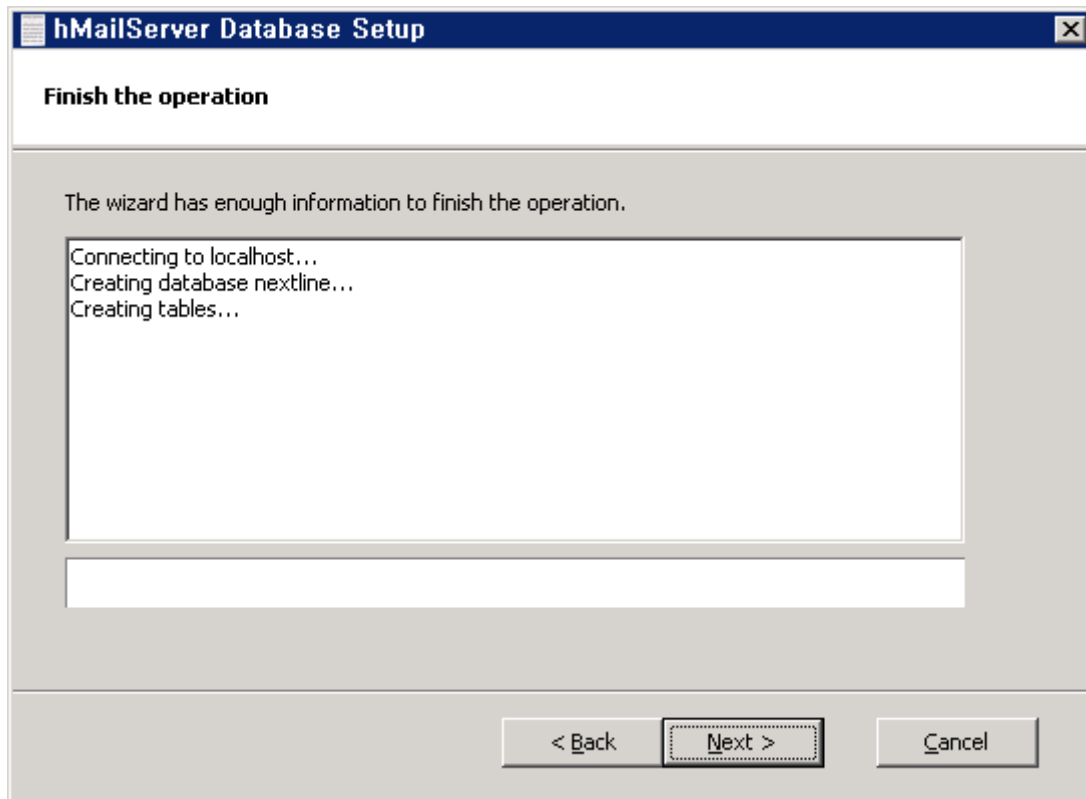 hMailServer Database Setup
Finish the operation
The wizard has enough information to finish the operation.
Connecting to localhost...
Creating database nextline...
Creating tables...
< Back
Next >
Cancel